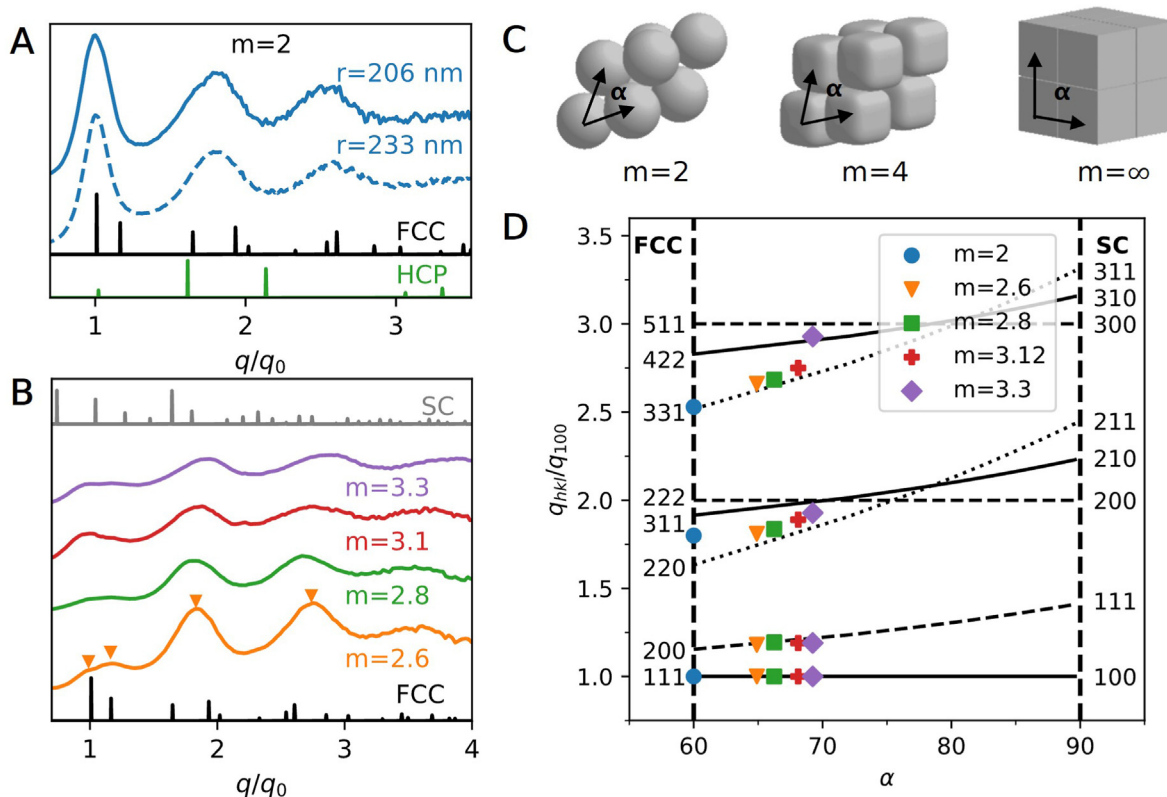 A
m=2
r=206 nm
r=233 nm
FCC
HCP
1
2
3
q/q0
B
SC
m=3.3
m=3.1
m=2.8
m=2.6
FCC
1
2
3
4
q/q0
C
α
α
α
m=2
m=4
m=∞
D
FCC
SC
m=2
m=2.6
m=2.8
m=3.12
m=3.3
3.5
3.0
2.5
2.0
1.5
1.0
qhkl/q100
511
422
331
222
311
220
200
111
311
310
300
211
210
200
111
100
60
70
80
90
α